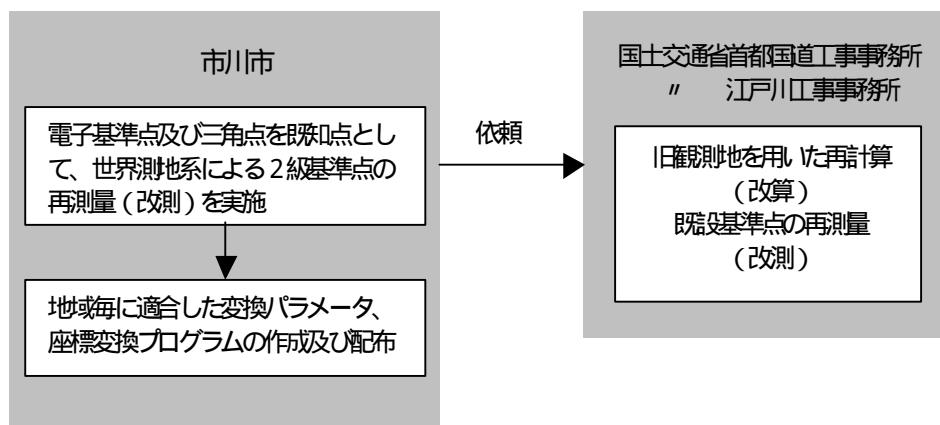 市川市
電子基準点及び三角点を既知点とし
て、世界測地系による2級基準点の
再測量(改測)を実施
地域毎に適合した変換パラメータ、
座標変換プログラムの作成及び配布
依頼
国土交通省首都国道工事事務所
〃 江戸川工事事務所
旧観測地を用いた再計算
(改算)
既設基準点の再測量
(改測)